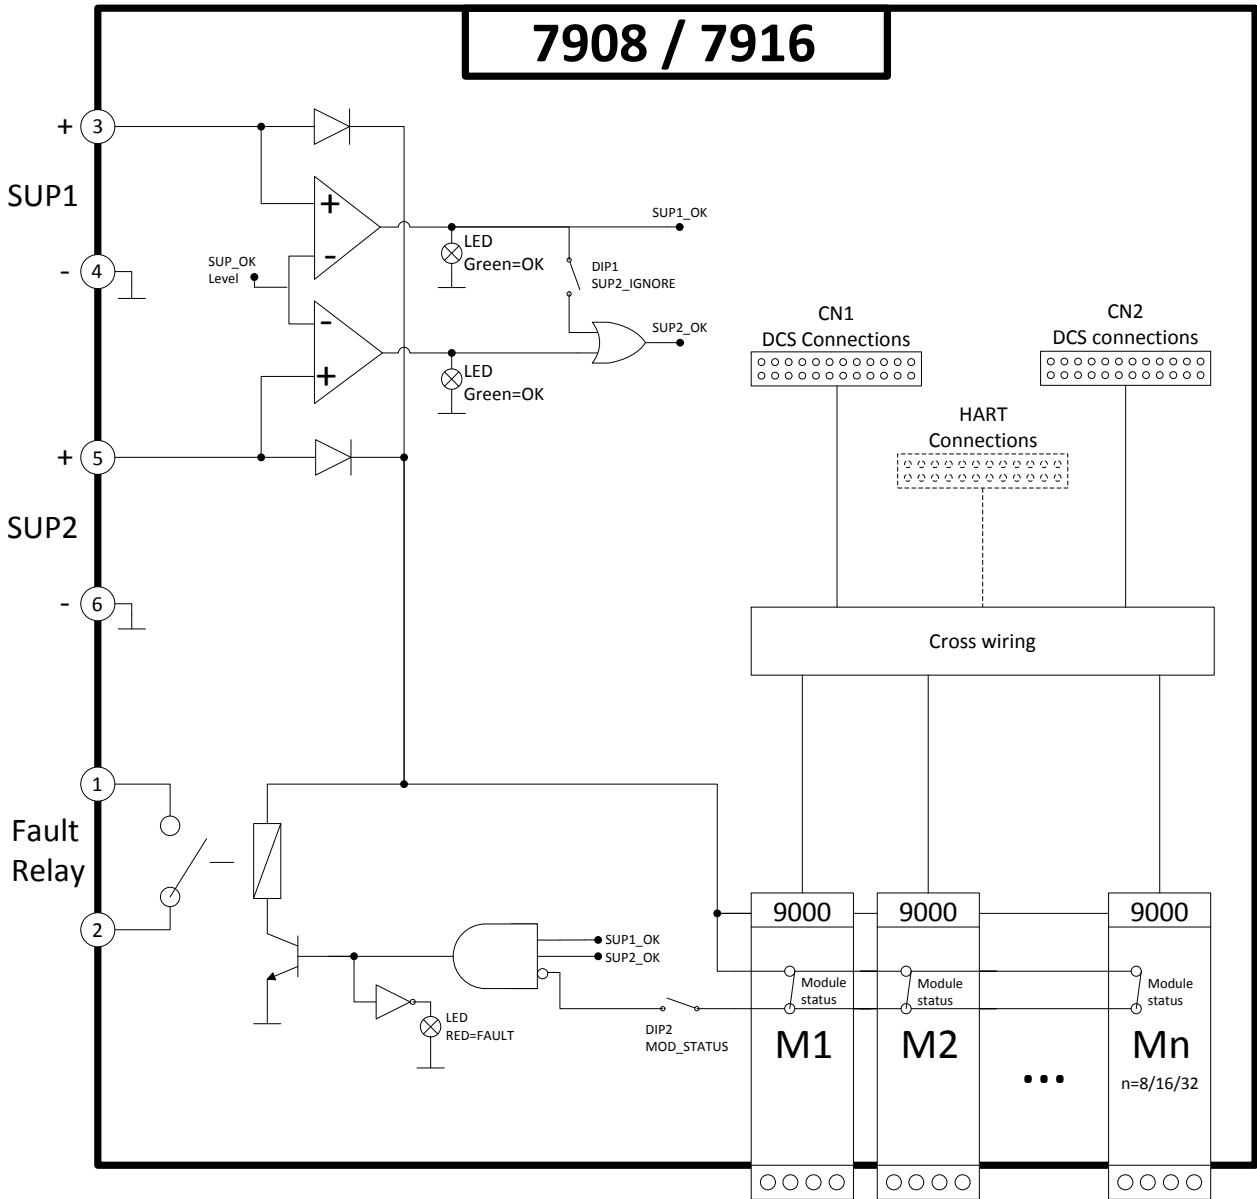 7908 / 7916
+ 3
SUP1
- 4
+
-
SUP_OK
Level
-
+
LED
Green=OK
SUP1_OK
DIP1
SUP2_IGNORE
SUP2_OK
LED
Green=OK
+ 5
SUP2
- 6
CN1
DCS Connections
CN2
DCS connections
HART
Connections
Cross wiring
1
Fault
Relay
2
SUP1_OK
SUP2_OK
LED
RED=FAULT
DIP2
MOD_STATUS
9000
Module
status
M1
9000
Module
status
M2
...
9000
Module
status
Mn
n=8/16/32